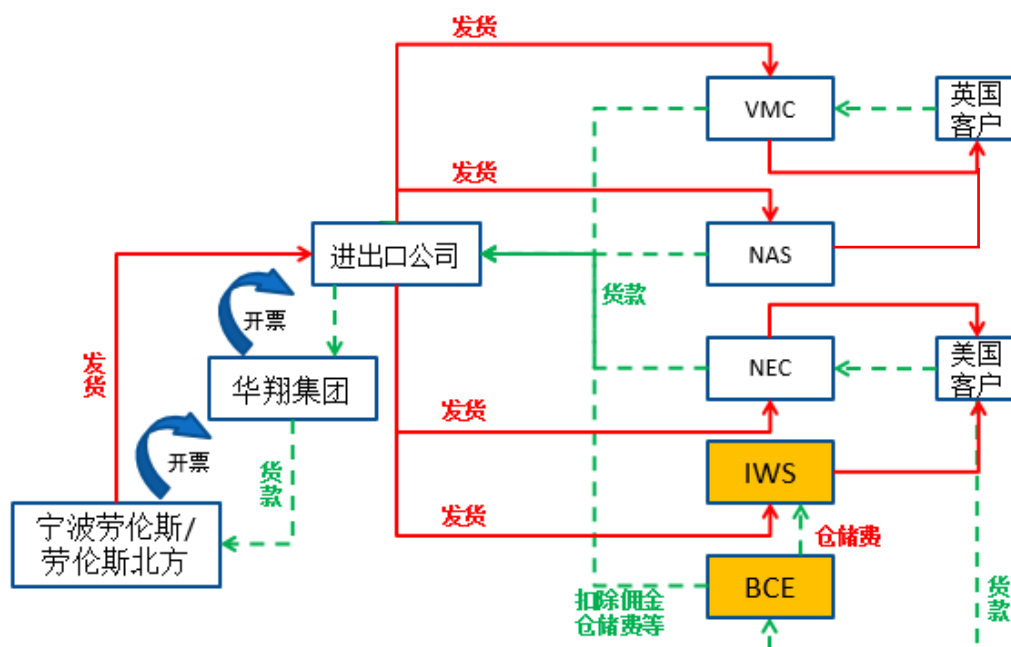 发货
VMC
英国
客户
发货
进出口公司
NAS
货款
开票
发货
NEC
美国
客户
华翔集团
发货
开票
货款
IWS
宁波劳伦斯/
劳伦斯北方
发货
仓储费
BCE
扣除佣金
仓储费等
货款